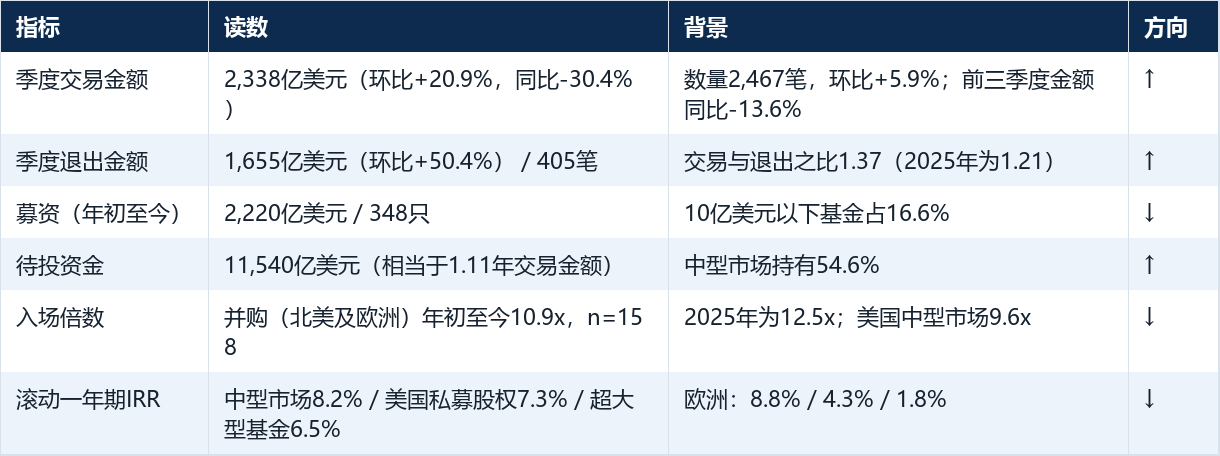 指标 读数 背景 方向
季度交易金额 2,338亿美元（环比+20.9%，同比-30.4% 数量2,467笔，环比+5.9%；前三季度金额 ↑
） 同比-13.6%
季度退出金额 1,655亿美元（环比+50.4%） / 405笔 交易与退出之比1.37（2025年为1.21） ↑
募资（年初至今） 2,220亿美元 / 348只 10亿美元以下基金占16.6% ↓
待投资金 11,540亿美元（相当于1.11年交易金额） 中型市场持有54.6% ↑
入场倍数 并购（北美及欧洲）年初至今10.9x，n=15 2025年为12.5x；美国中型市场9.6x ↓
8
滚动一年期IRR 中型市场8.2% / 美国私募股权7.3% / 超大 欧洲：8.8% / 4.3% / 1.8% ↓
型基金6.5%